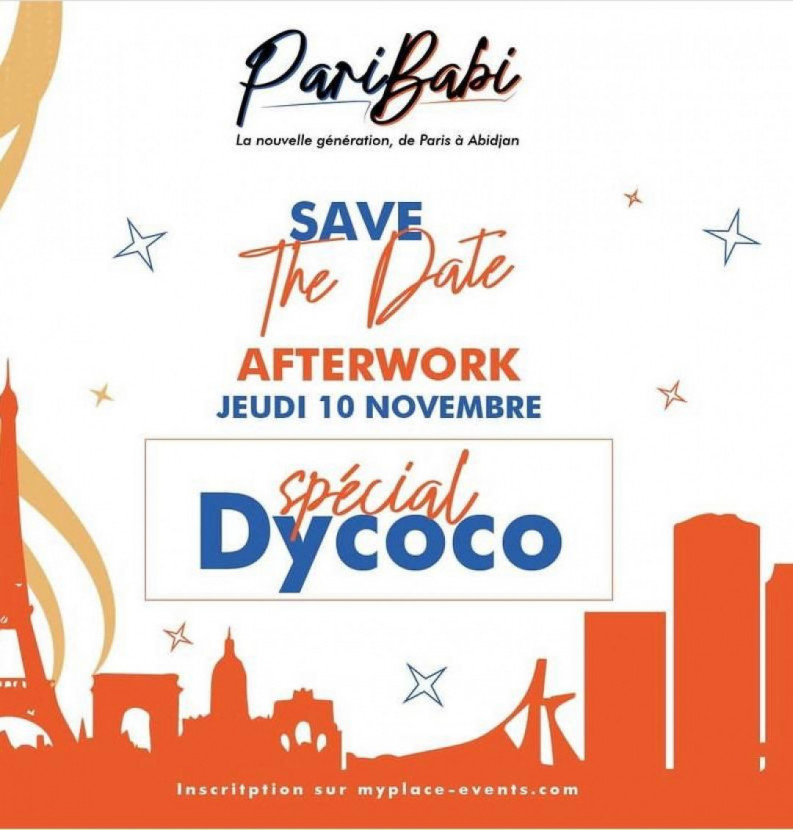 PariBabi
La nouvelle génération, de Paris à Abidjan
SAVE
The Date
AFTERWORK
JEUDI 10 NOVEMBRE
spécial
Dycoco
Inscritption sur myplace-events.com